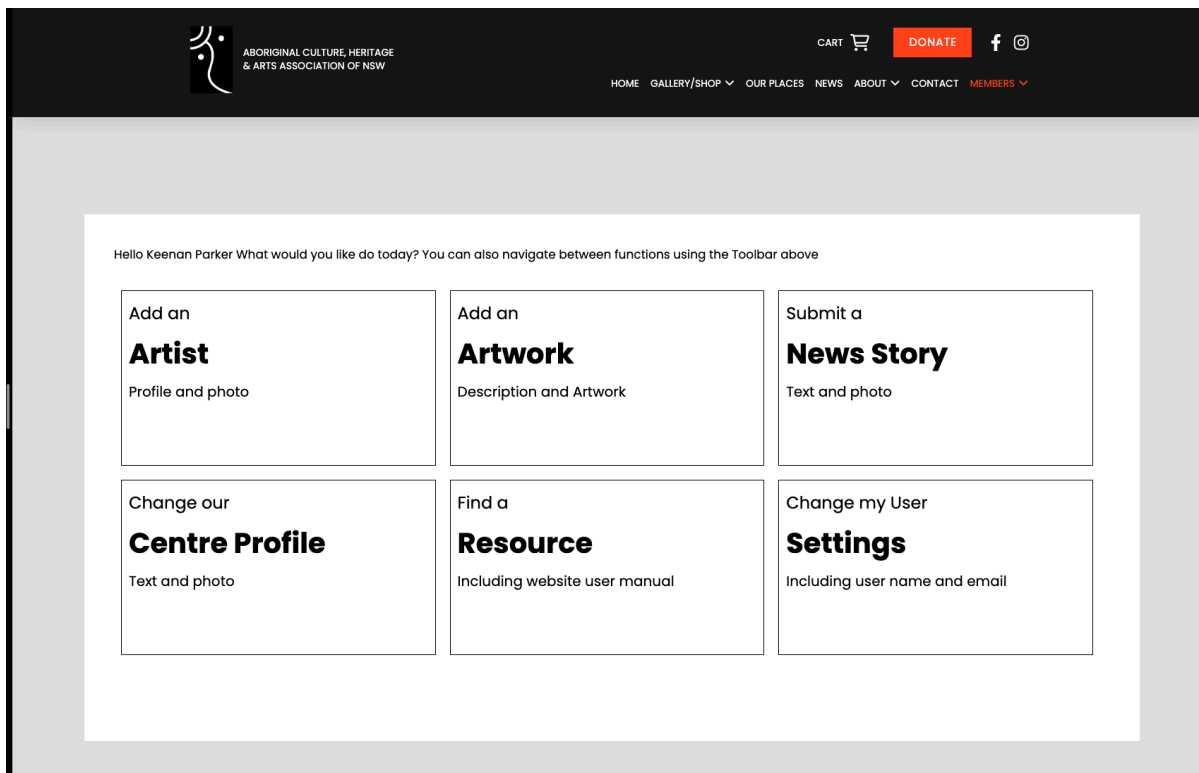 ABORIGINAL CULTURE, HERITAGE
& ARTS ASSOCIATION OF NSW
CART
DONATE
HOME GALLERY/SHOP OUR PLACES NEWS ABOUT CONTACT MEMBERS
Hello Keenan Parker What would you like do today? You can also navigate between functions using the Toolbar above
Add an
Artist
Profile and photo
Add an
Artwork
Description and Artwork
Submit a
News Story
Text and photo
Change our
Centre Profile
Text and photo
Find a
Resource
Including website user manual
Change my User
Settings
Including user name and email